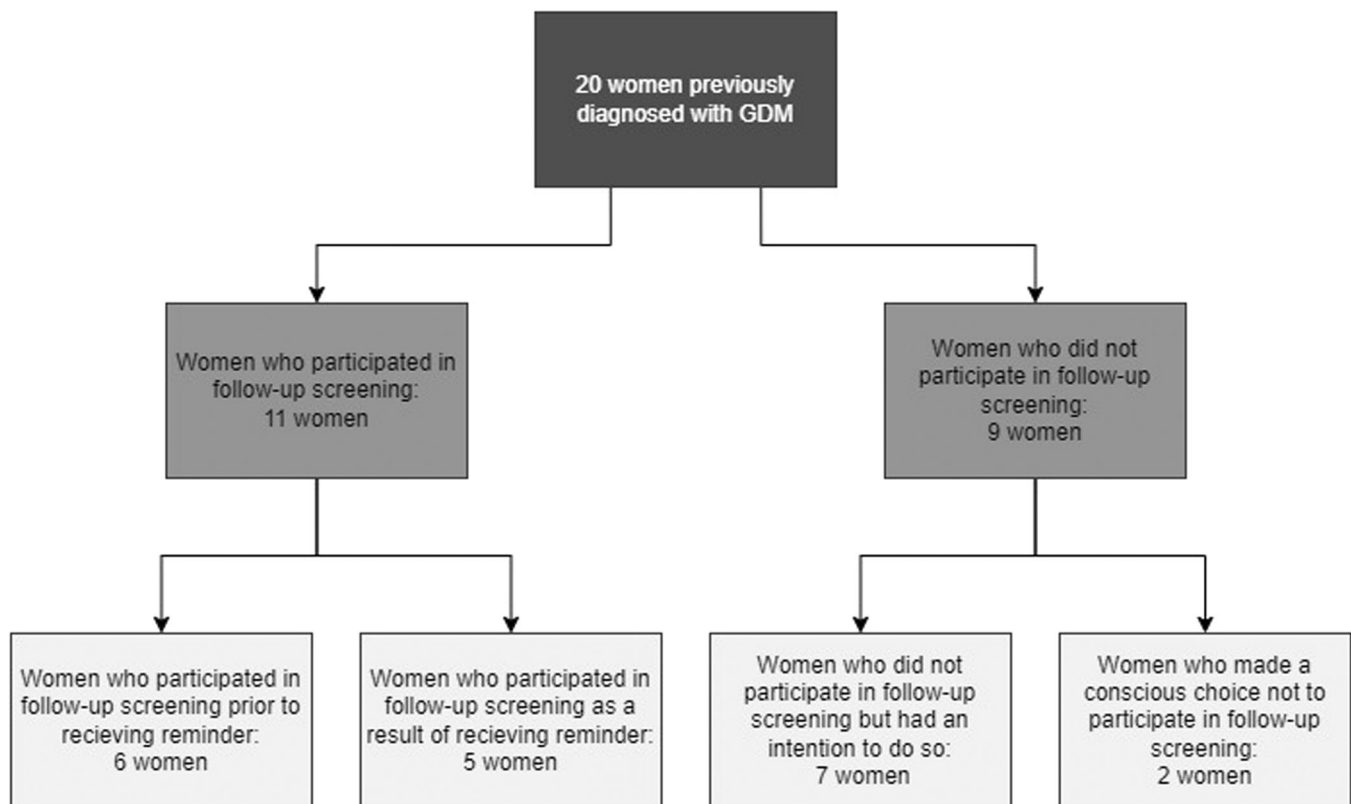 20 women previously
diagnosed with GDM
Women who participated in
follow-up screening:
11 women
Women who did not
participate in follow-up
screening:
9 women
Women who participated in
follow-up screening prior to
recieving reminder:
6 women
Women who participated in
follow-up screening as a
result of recieving reminder:
5 women
Women who did not
participate in follow-up
screening but had an
intention to do so:
7 women
Women who made a
conscious choice not to
participate in follow-up
screening:
2 women